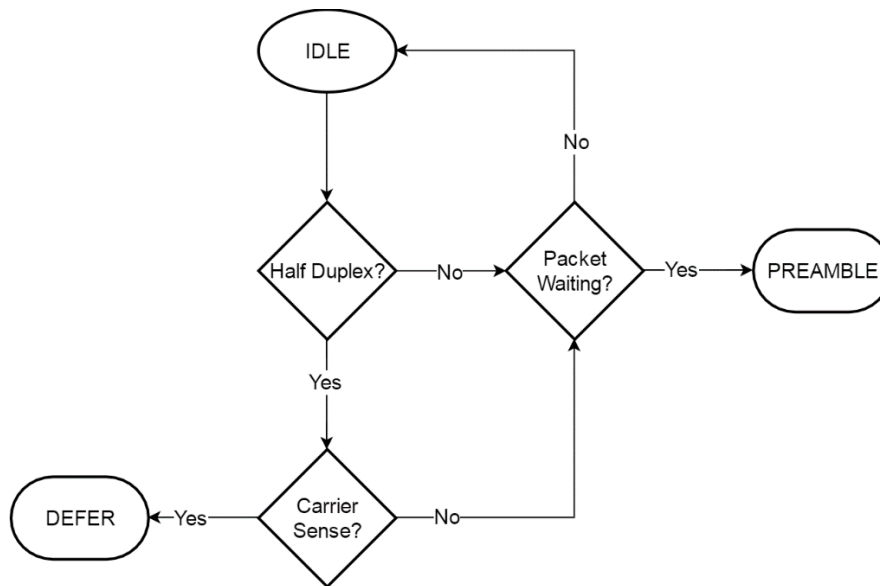 IDLE
No
Half Duplex?
No
Packet
Waiting?
Yes
PREAMBLE
Yes
DEFER
Yes
Carrier
Sense?
No